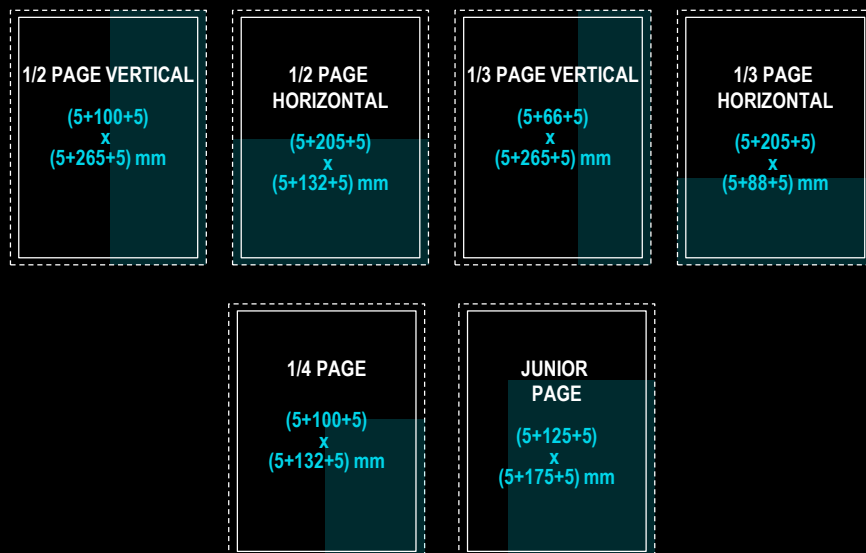 1/2 PAGE VERTICAL
(5+100+5)
x
(5+265+5) mm
1/2 PAGE
HORIZONTAL
(5+205+5)
x
(5+132+5) mm
1/3 PAGE VERTICAL
(5+66+5)
x
(5+265+5) mm
1/3 PAGE
HORIZONTAL
(5+205+5)
x
(5+88+5) mm
1/4 PAGE
(5+100+5)
x
(5+132+5) mm
JUNIOR
PAGE
(5+125+5)
x
(5+175+5) mm